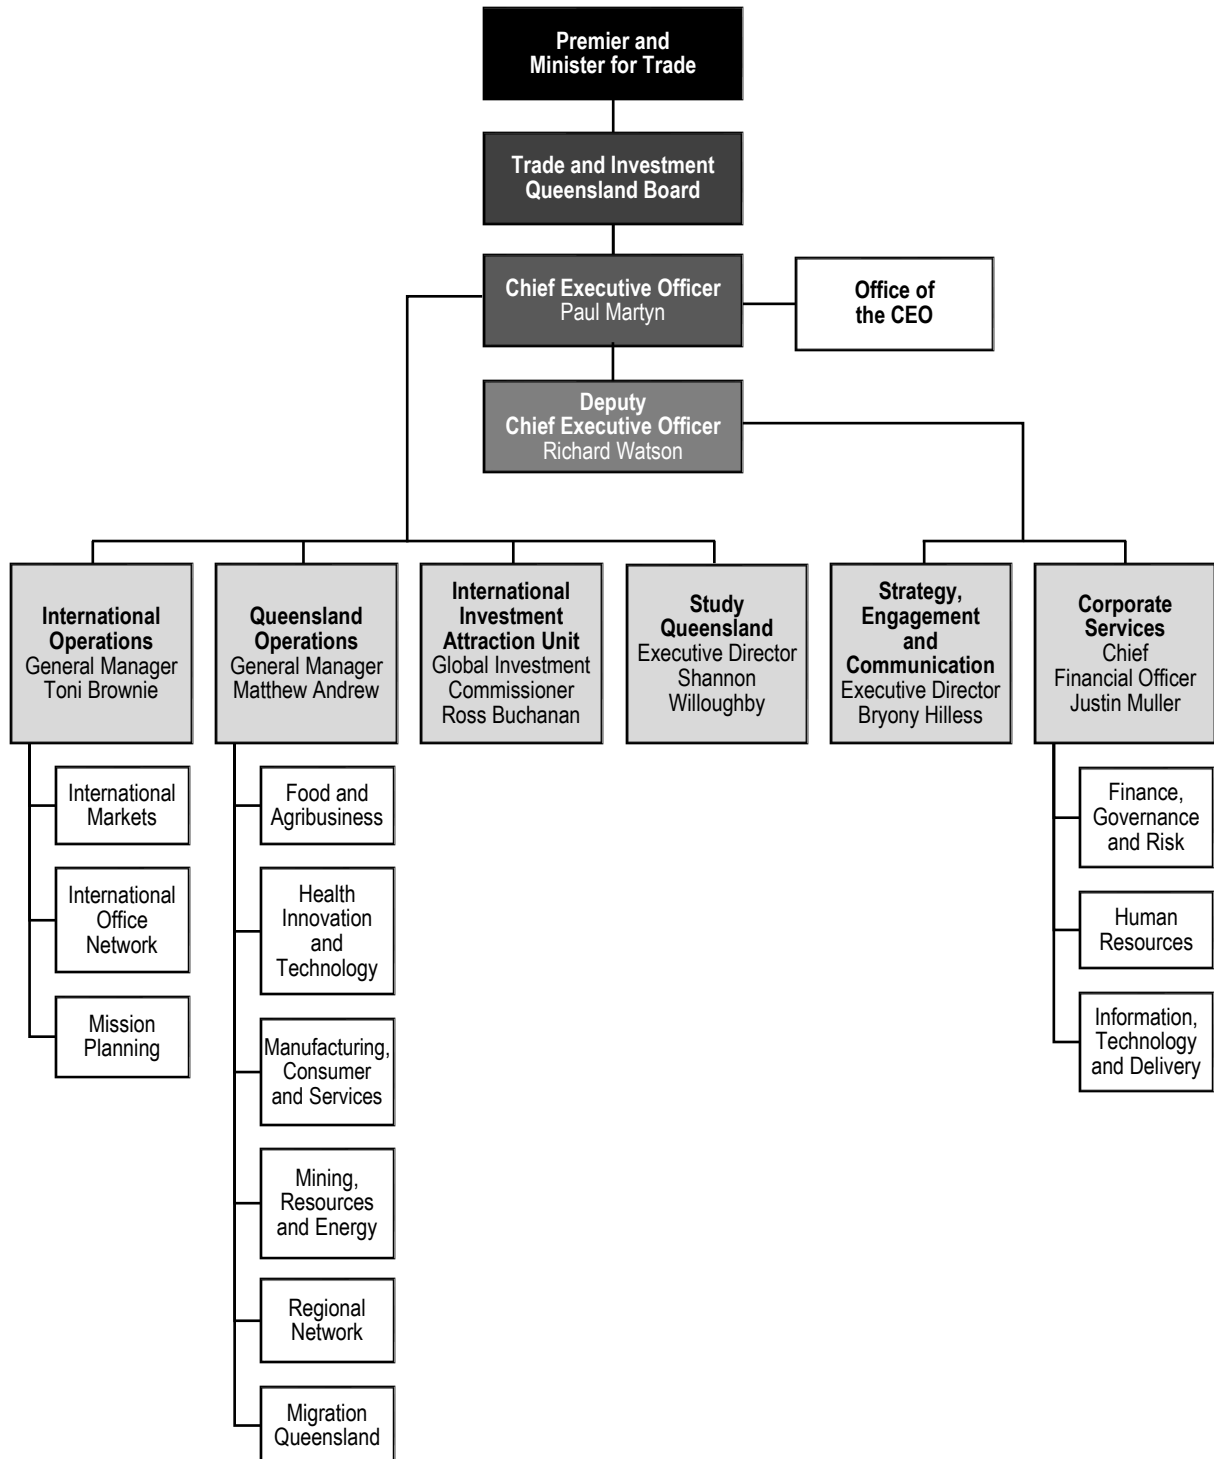 Premier and
Minister for Trade
Trade and Investment
Queensland Board
Chief Executive Officer
Paul Martyn
Office of
the CEO
Deputy
Chief Executive Officer
Richard Watson
International
Operations
General Manager
Toni Brownie
Queensland
Operations
General Manager
Matthew Andrew
International
Investment
Attraction Unit
Global Investment
Commissioner
Ross Buchanan
Study
Queensland
Executive Director
Shannon
Willoughby
Strategy,
Engagement
and
Communication
Executive Director
Bryony Hilless
Corporate
Services
Chief
Financial Officer
Justin Muller
International
Markets
International
Office
Network
Mission
Planning
Food and
Agribusiness
Health
Innovation
and
Technology
Manufacturing,
Consumer
and Services
Mining,
Resources
and Energy
Regional
Network
Migration
Queensland
Finance,
Governance
and Risk
Human
Resources
Information,
Technology
and Delivery